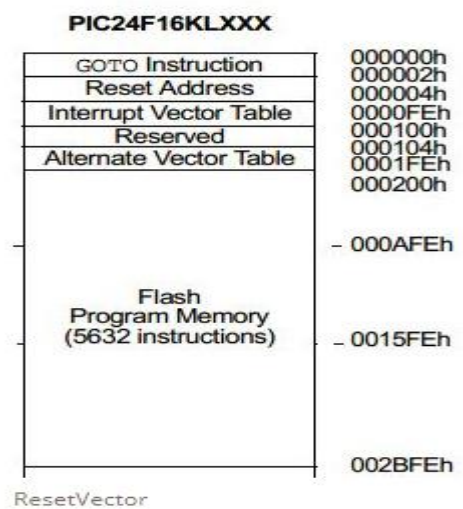 PIC24F16KLXXX
GOTO Instruction
Reset Address
Interrupt Vector Table
Reserved
Alternate Vector Table
000000h
000002h
000004h
0000FEh
000100h
000104h
0001FEh
000200h
000AFEh
Flash
Program Memory
(5632 instructions)
0015FEh
002BFEh
ResetVector